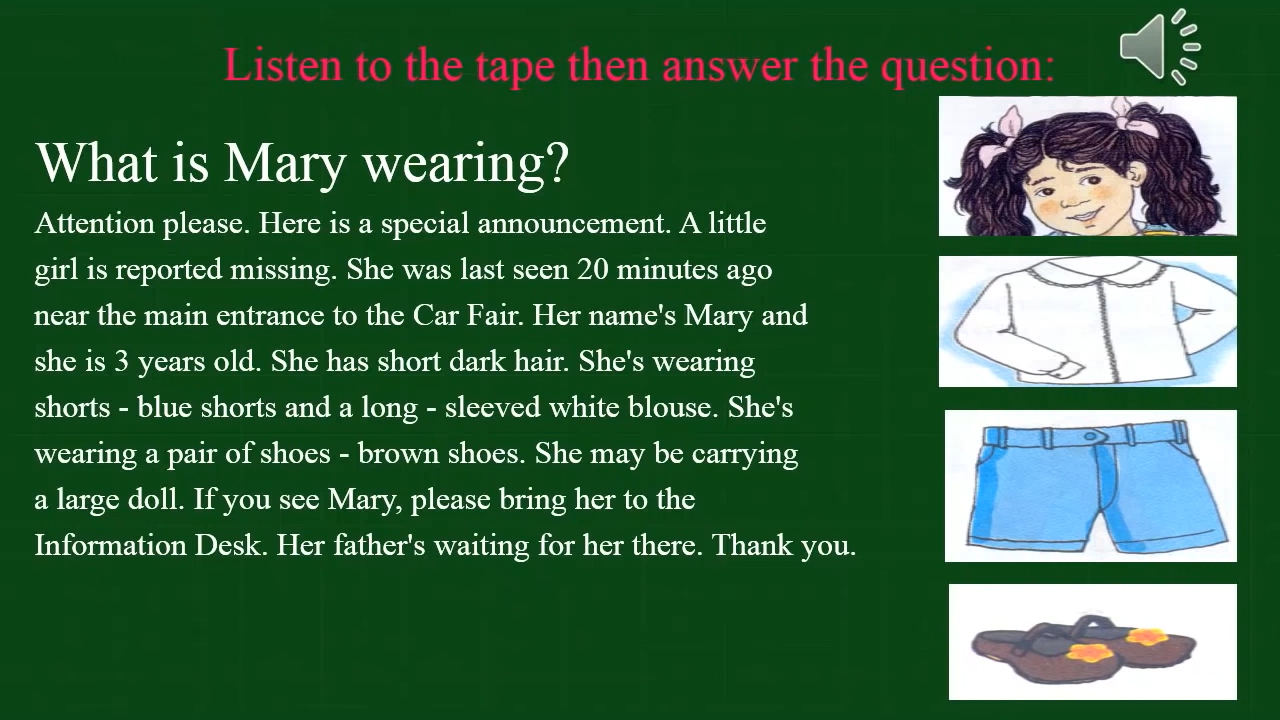 Listen to the tape then answer the question:
What is Mary wearing?
Attention please. Here is a special announcement. A little
girl is reported missing. She was last seen 20 minutes ago
near the main entrance to the Car Fair. Her name's Mary and
she is 3 years old. She has short dark hair. She's wearing
shorts - blue shorts and a long - sleeved white blouse. She's
wearing a pair of shoes - brown shoes. She may be carrying
a large doll. If you see Mary, please bring her to the
Information Desk. Her father's waiting for her there. Thank you.